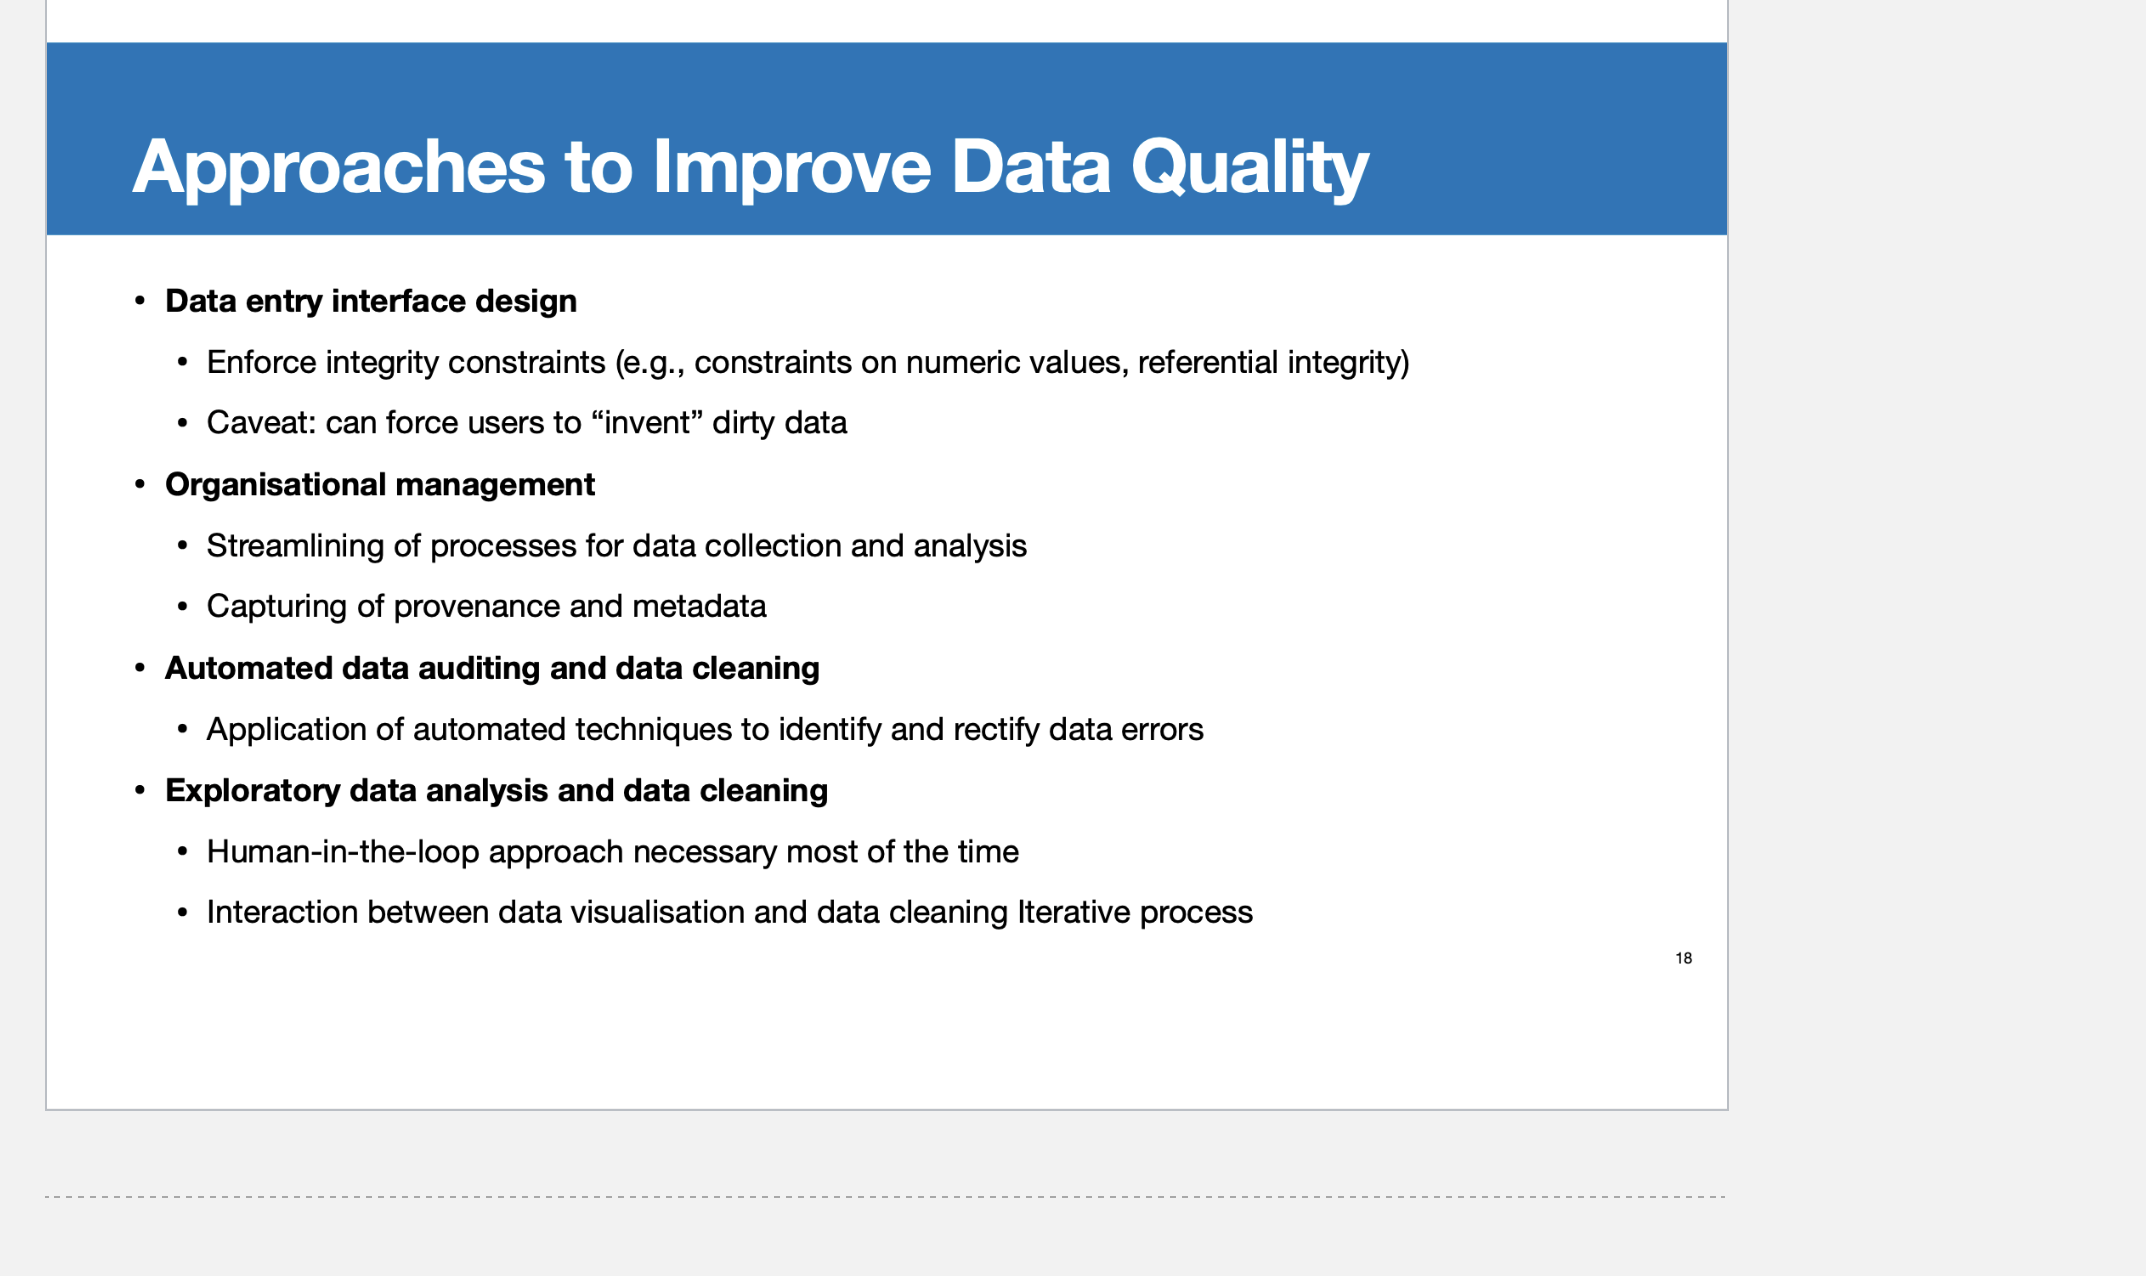 Approaches to Improve Data Quality
• Data entry interface design
• Enforce integrity constraints (e.g., constraints on numeric values, referential integrity)
• Caveat: can force users to “invent” dirty data
• Organisational management
• Streamlining of processes for data collection and analysis
• Capturing of provenance and metadata
• Automated data auditing and data cleaning
• Application of automated techniques to identify and rectify data errors
• Exploratory data analysis and data cleaning
• Human-in-the-loop approach necessary most of the time
• Interaction between data visualisation and data cleaning Iterative process
18